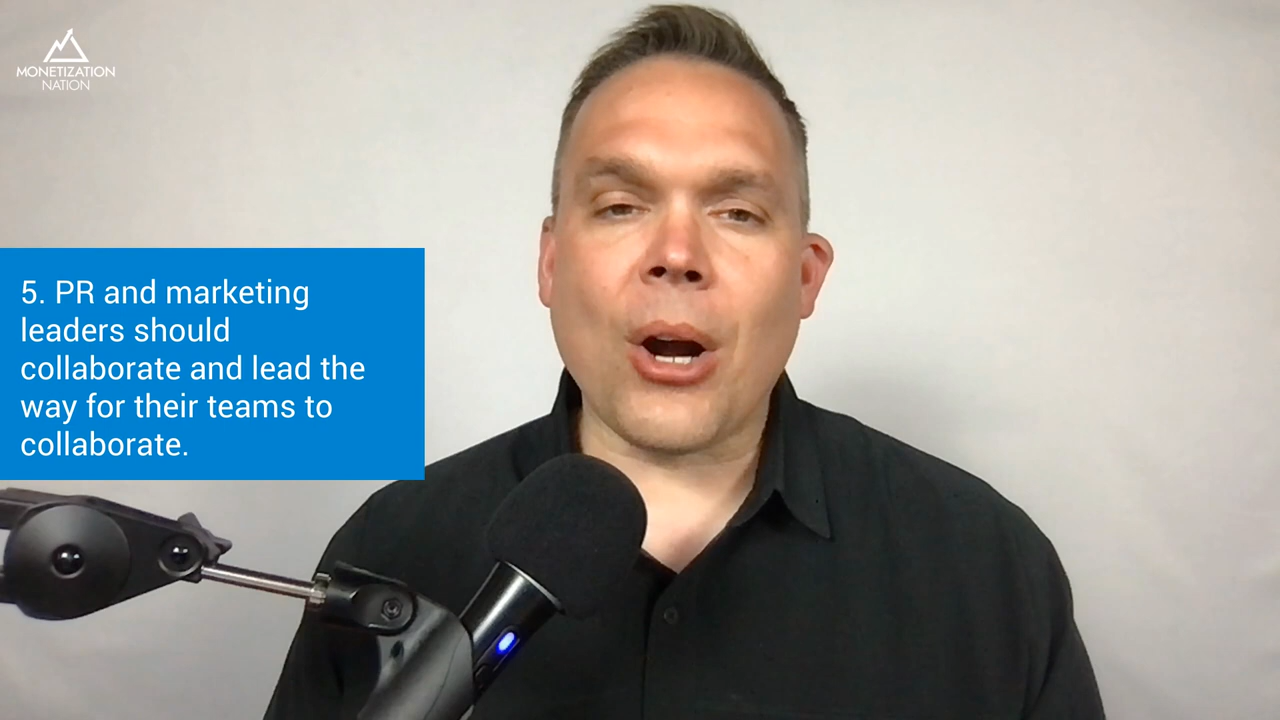 MONETIZATION
NATION
5. PR and marketing
leaders should
collaborate and lead the
way for their teams to
collaborate.